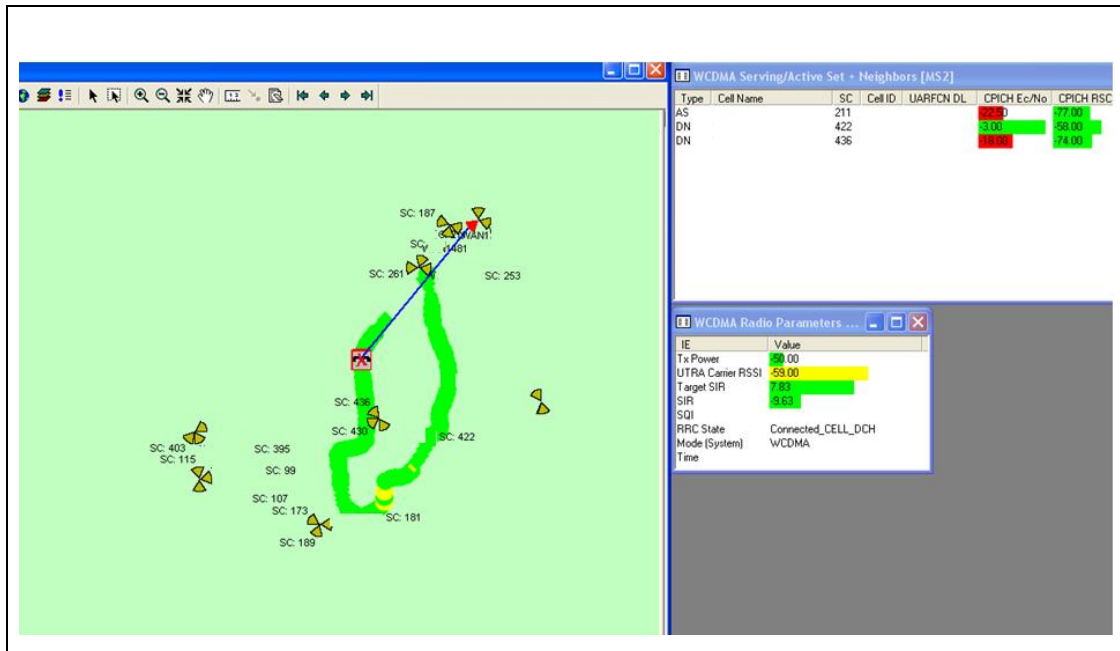 WCDMA Serving/Active Set + Neighbors [MS2]
Type Cell Name SC Cell ID UARFCN DL CPICH Ec/No CPICH RSC
AS 211 -22.50 -77.00
DN 422 -3.00 -58.00
DN 436 -18.00 -74.00
SC: 187
SC: 261
SC: 253
SC: 436
SC: 430
SC: 422
SC: 403
SC: 115
SC: 395
SC: 99
SC: 107
SC: 173
SC: 181
SC: 189
WCDMA Radio Parameters ...
IE Value
Tx Power -50.00
UTRA Carrier RSSI -59.00
Target SIR 7.83
SIR -9.63
SQI
RRC State Connected_CELL_DCH
Mode (System) WCDMA
Time